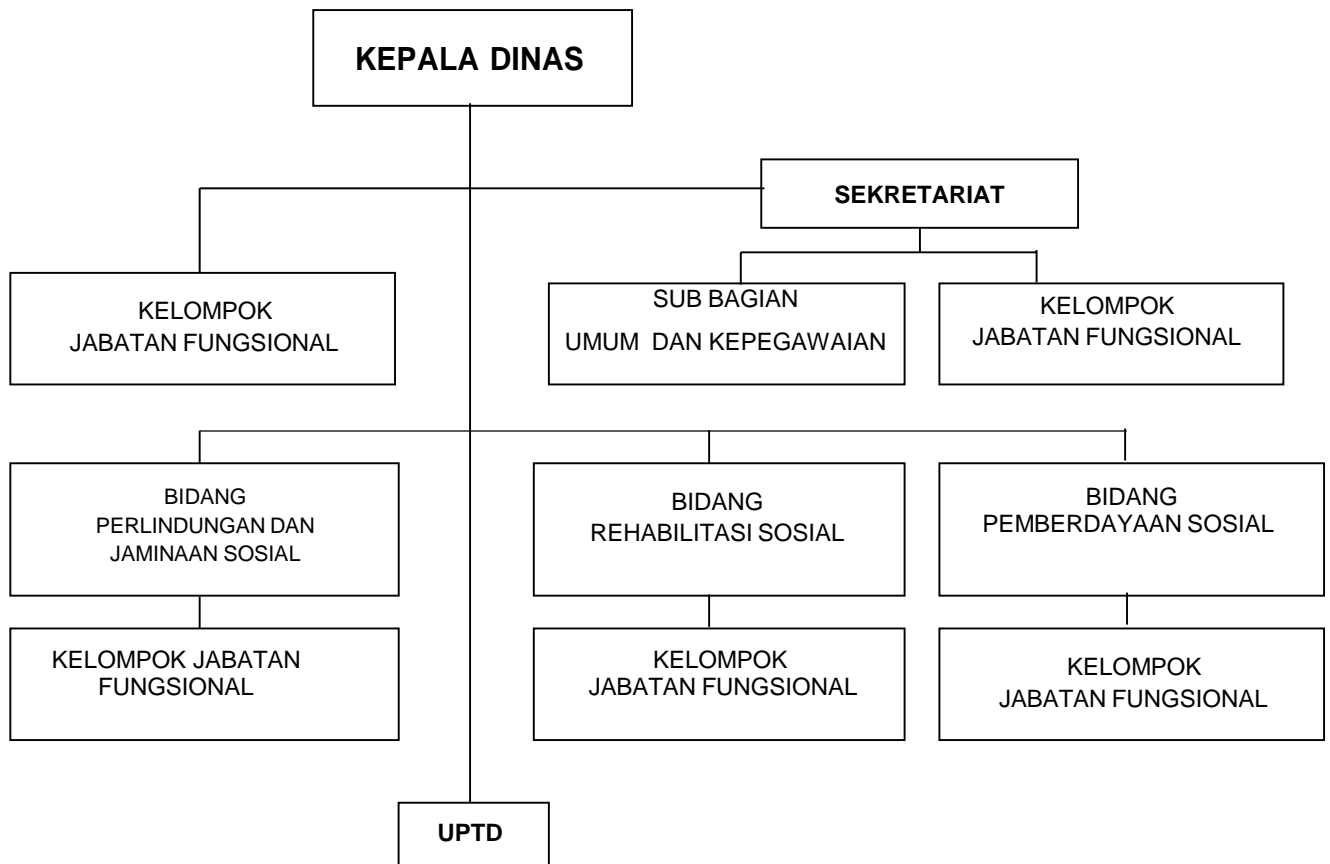 KEPALA DINAS
SEKRETARIAT
KELOMPOK
JABATAN FUNGSIONAL
SUB BAGIAN
UMUM DAN KEPEGAWAIAN
KELOMPOK
JABATAN FUNGSIONAL
BIDANG
PERLINDUNGAN DAN
JAMINAAN SOSIAL
BIDANG
REHABILITASI SOSIAL
BIDANG
PEMBERDAYAAN SOSIAL
KELOMPOK JABATAN
FUNGSIONAL
KELOMPOK
JABATAN FUNGSIONAL
KELOMPOK
JABATAN FUNGSIONAL
UPTD